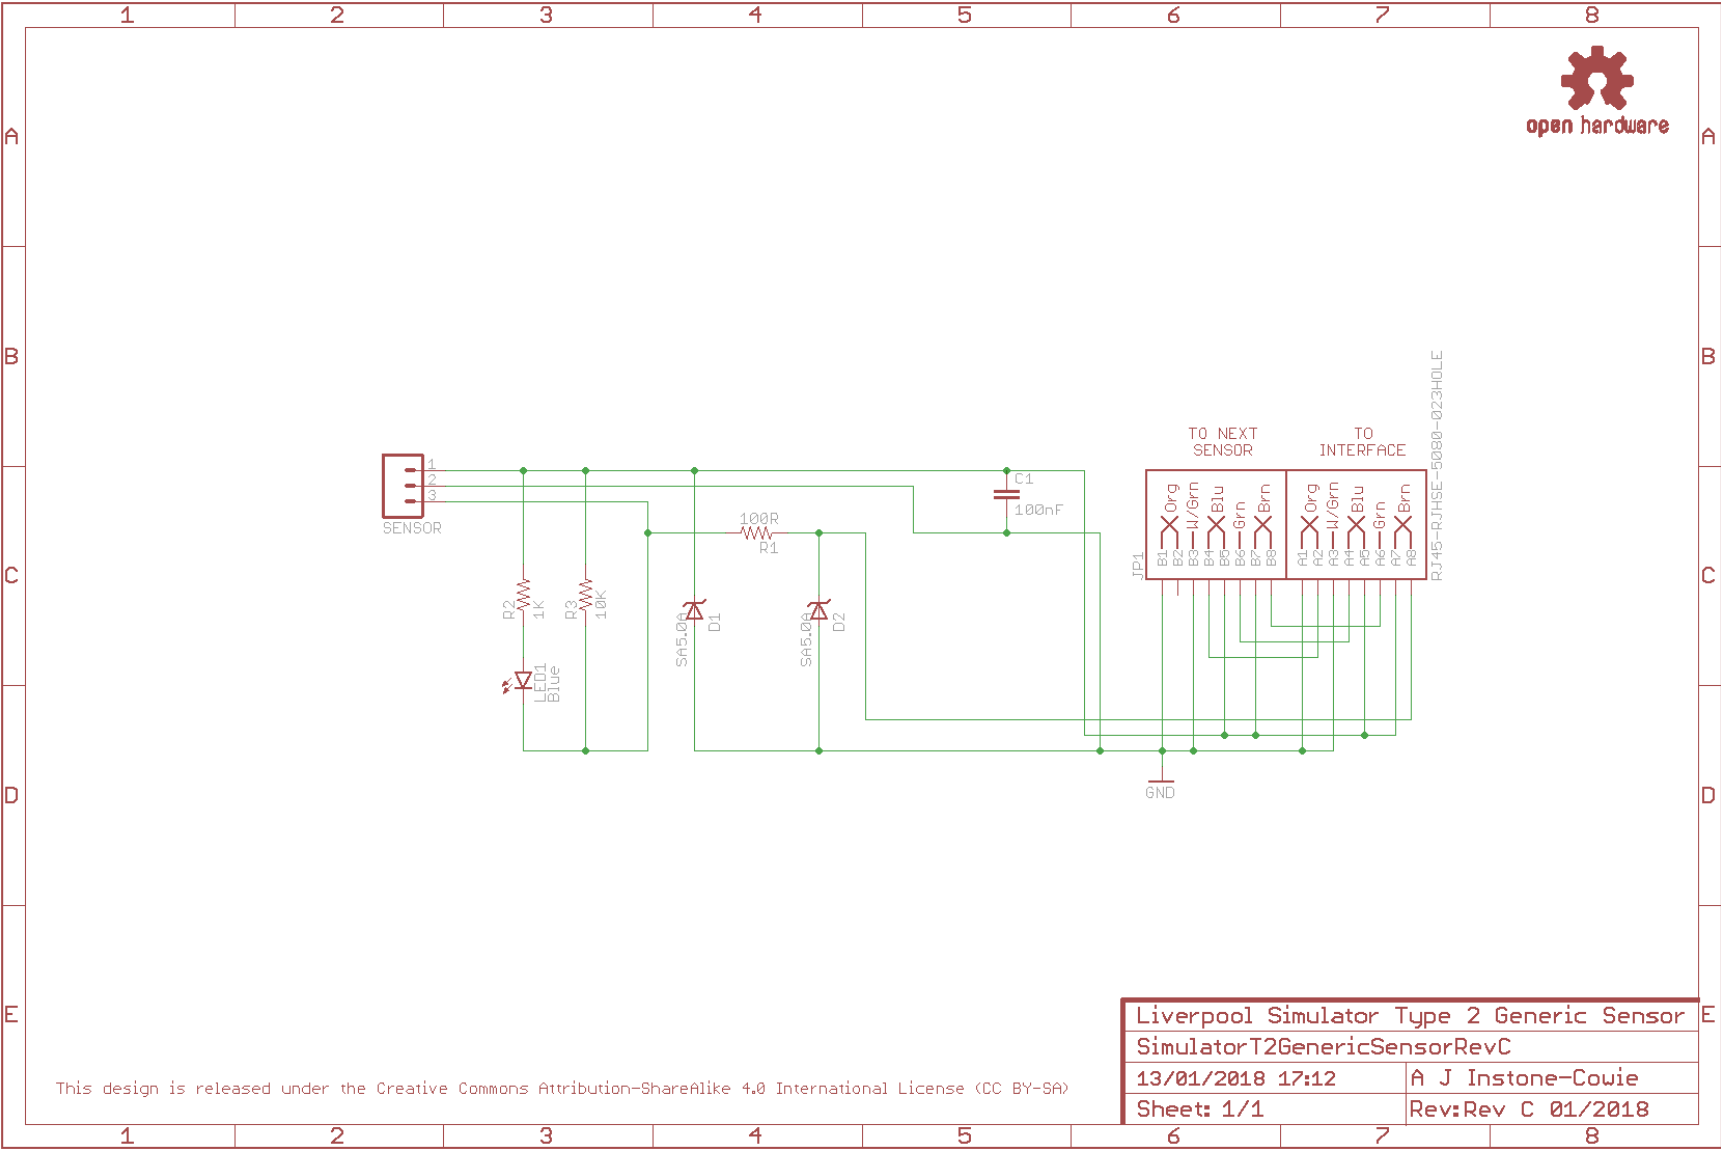 1 2 3 4 5 6 7 8
open hardware
A A
B B
RJ45-RJHSE-5080-023HOLE
TO NEXT
SENSOR
TO
INTERFACE
1
2
3
SENSOR
C1
100nF
100R
R1
Org W/Grn Blu Grn Brn Org W/Grn Blu Grn Brn
JP1
B1 B2 B3 B4 B5 B6 B7 B8 A1 A2 A3 A4 A5 A6 A7 A8
C C
R2 1K
R3 10K
SA5.0A D1
SA5.0A D2
LED1
Blue
GND
D D
E E
Liverpool Simulator Type 2 Generic Sensor
SimulatorT2GenericSensorRevC
13/01/2018 17:12 A J Instone-Cowie
Sheet: 1/1 Rev:Rev C 01/2018
This design is released under the Creative Commons Attribution-ShareAlike 4.0 International License (CC BY-SA)
1 2 3 4 5 6 7 8